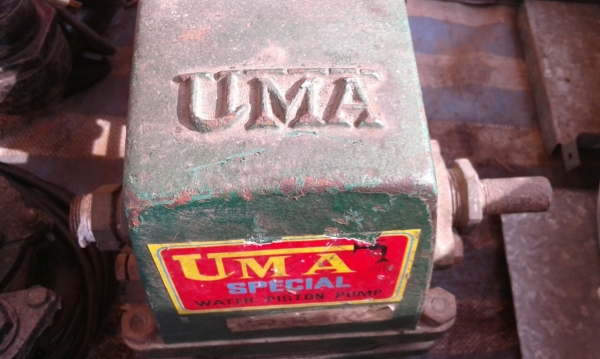 UMA
UMA
SPECIAL
WATER PISTON PUMP